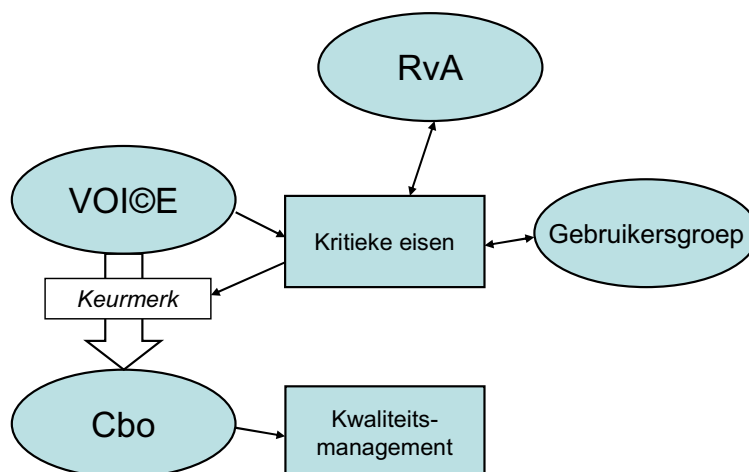 RvA
VOI©E
Kritieke eisen
Gebruikersgroep
Keurmerk
Cbo
Kwaliteits-
management